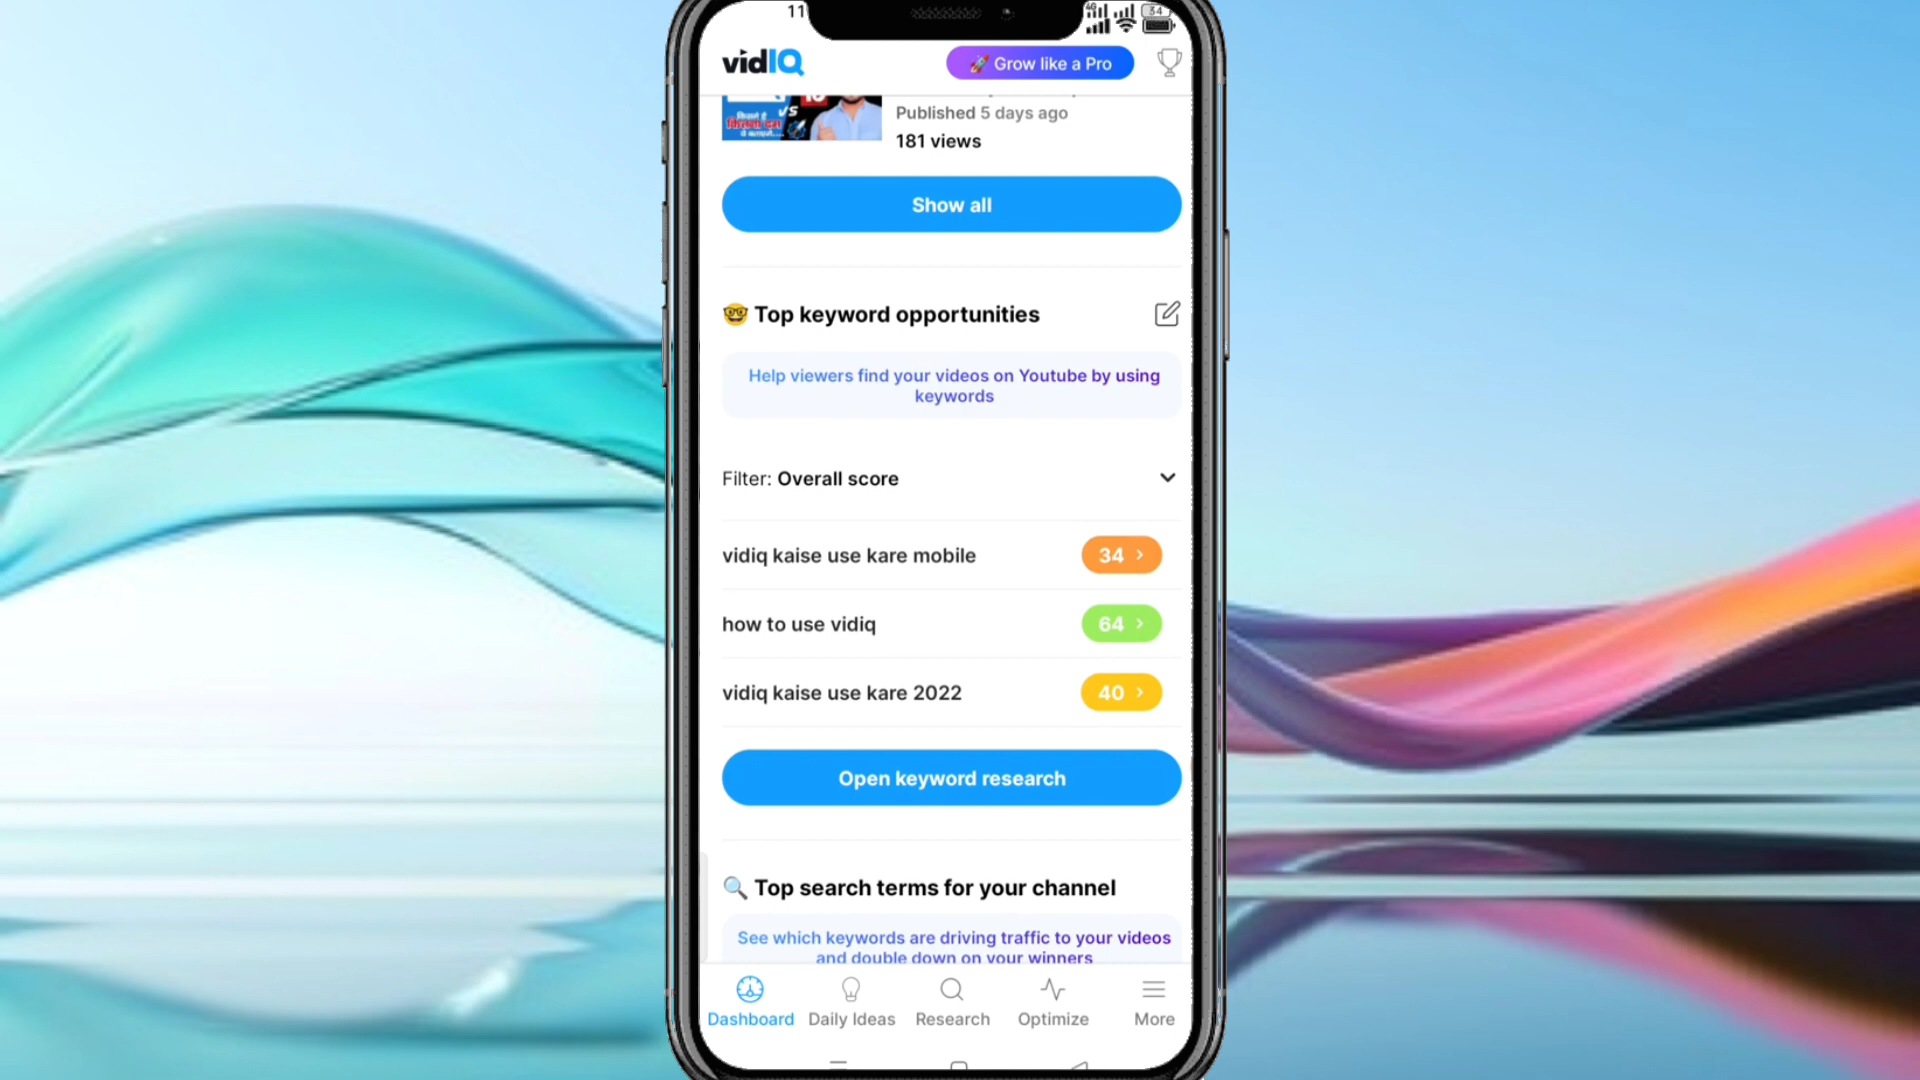 11
4G
34
vidIQ
🚀 Grow like a Pro
VS
Published 5 days ago
181 views
Show all
🤓 Top keyword opportunities
Help viewers find your videos on Youtube by using
keywords
Filter: Overall score
vidiq kaise use kare mobile
34 >
how to use vidiq
64 >
vidiq kaise use kare 2022
40 >
Open keyword research
🔍 Top search terms for your channel
See which keywords are driving traffic to your videos
and double down on your winners
Dashboard
Daily Ideas
Research
Optimize
More